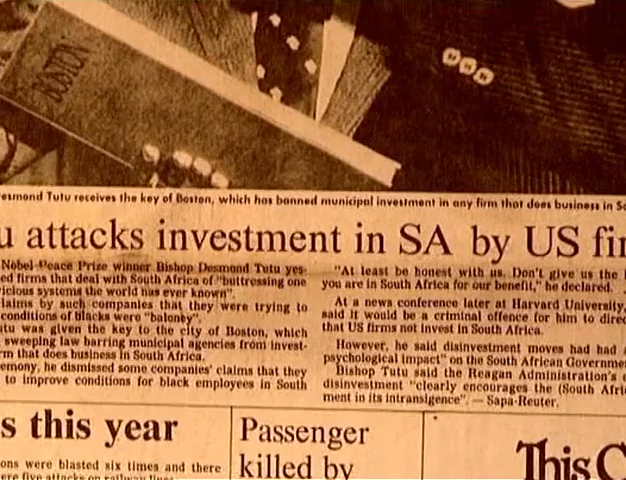 BOSTON
esmond Tutu receives the key of Boston, which has banned municipal investment in any firm that does business in So
u attacks investment in SA by US fir
Nobel Peace Prize winner Bishop Desmond Tutu yes-
ed firms that deal with South Africa of "buttressing one
icious systems the world has ever known".
laims by such companies that they were trying to
conditions of blacks were "baloney".
utu was given the key to the city of Boston, which
sweeping law barring municipal agencies from invest-
rm that does business in South Africa.
emony, he dismissed some companies' claims that they
to improve conditions for black employees in South
"At least be honest with us. Don't give us the
you are in South Africa for our benefit," he declared.
At a news conference later at Harvard University,
said it would be a criminal offence for him to direc
that US firms not invest in South Africa.
However, he said disinvestment moves had had
psychological impact" on the South African Governme
Bishop Tutu said the Reagan Administration's
disinvestment "clearly encourages the (South Afri
ment in its intransigence". — Sapa-Reuter.
s this year
ons were blasted six times and there
ere five attacks on railway lines
Passenger
killed by
This C